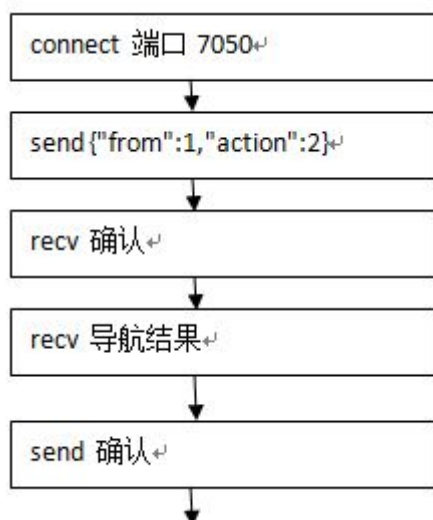 connect 端口 7050
send{"from":1,"action":2}
recv 确认
recv 导航结果
send 确认